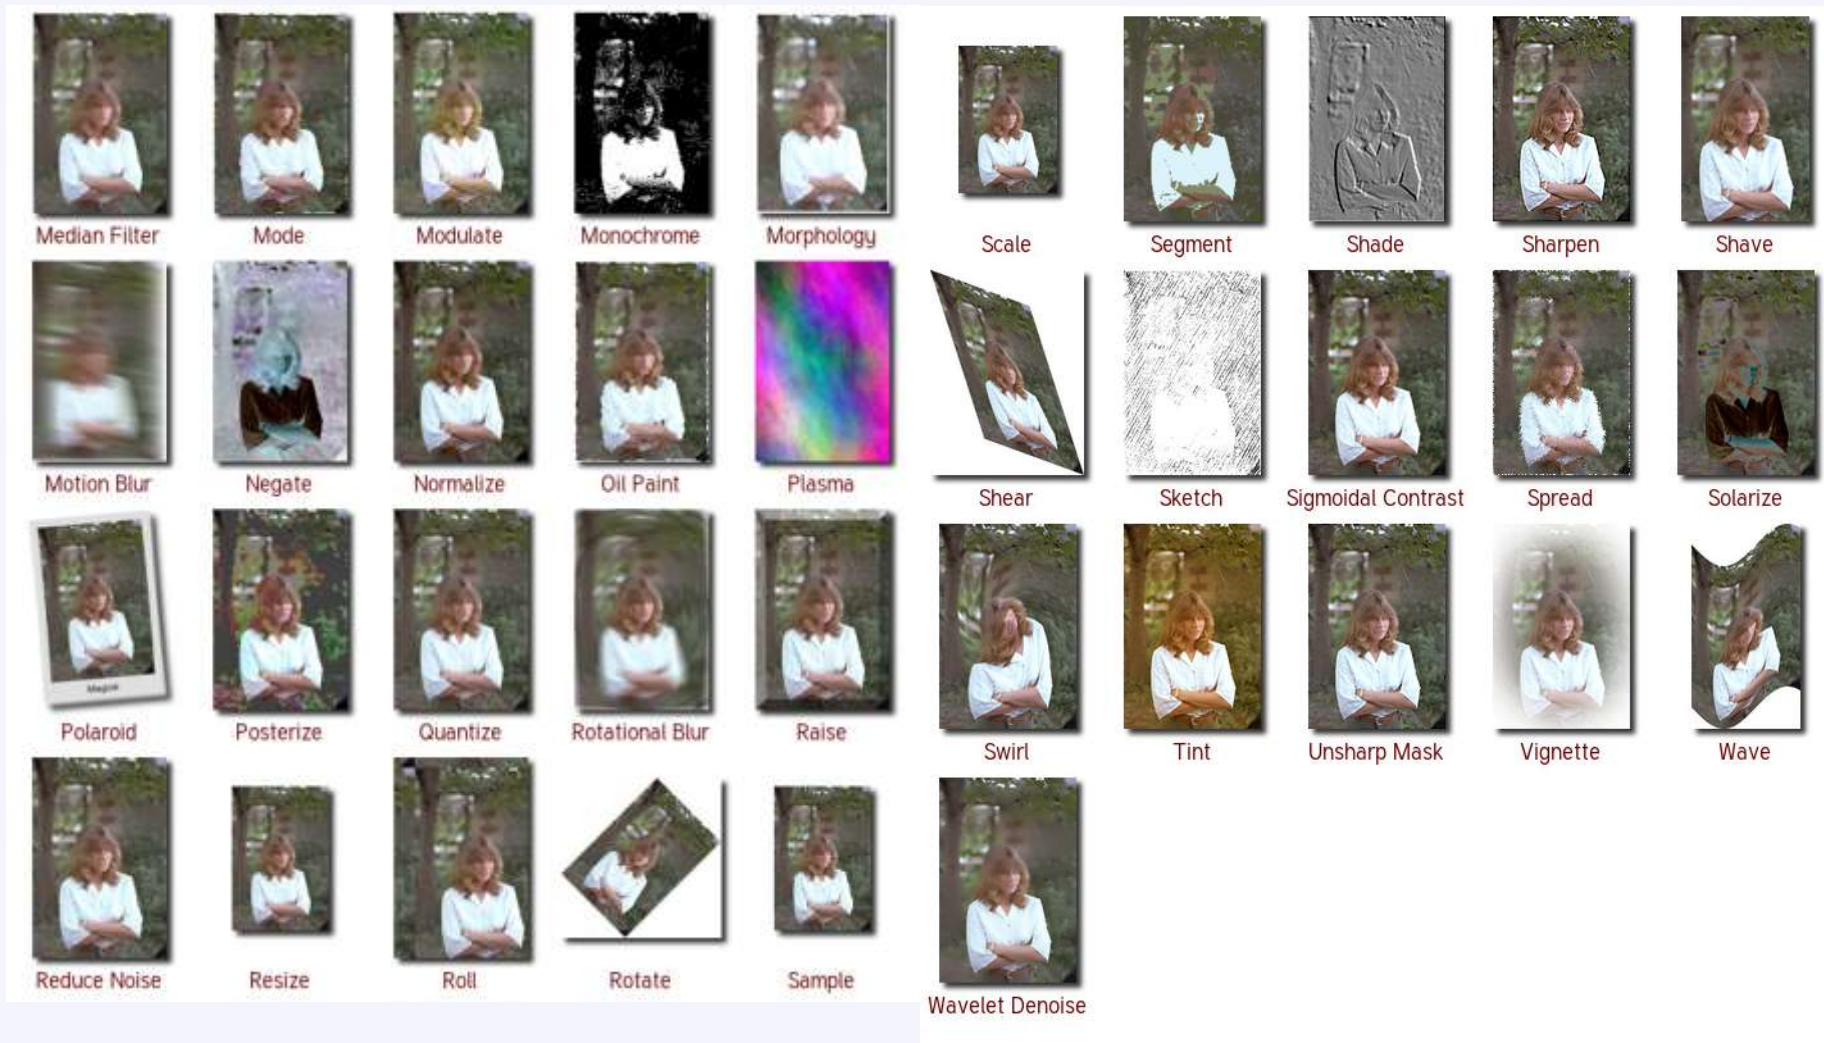 Median Filter
Mode
Modulate
Monochrome
Morphology
Motion Blur
Negate
Normalize
Oil Paint
Plasma
Magick
Polaroid
Posterize
Quantize
Rotational Blur
Raise
Reduce Noise
Resize
Roll
Rotate
Sample
Scale
Segment
Shade
Sharpen
Shave
Shear
Sketch
Sigmoidal Contrast
Spread
Solarize
Swirl
Tint
Unsharp Mask
Vignette
Wave
Wavelet Denoise